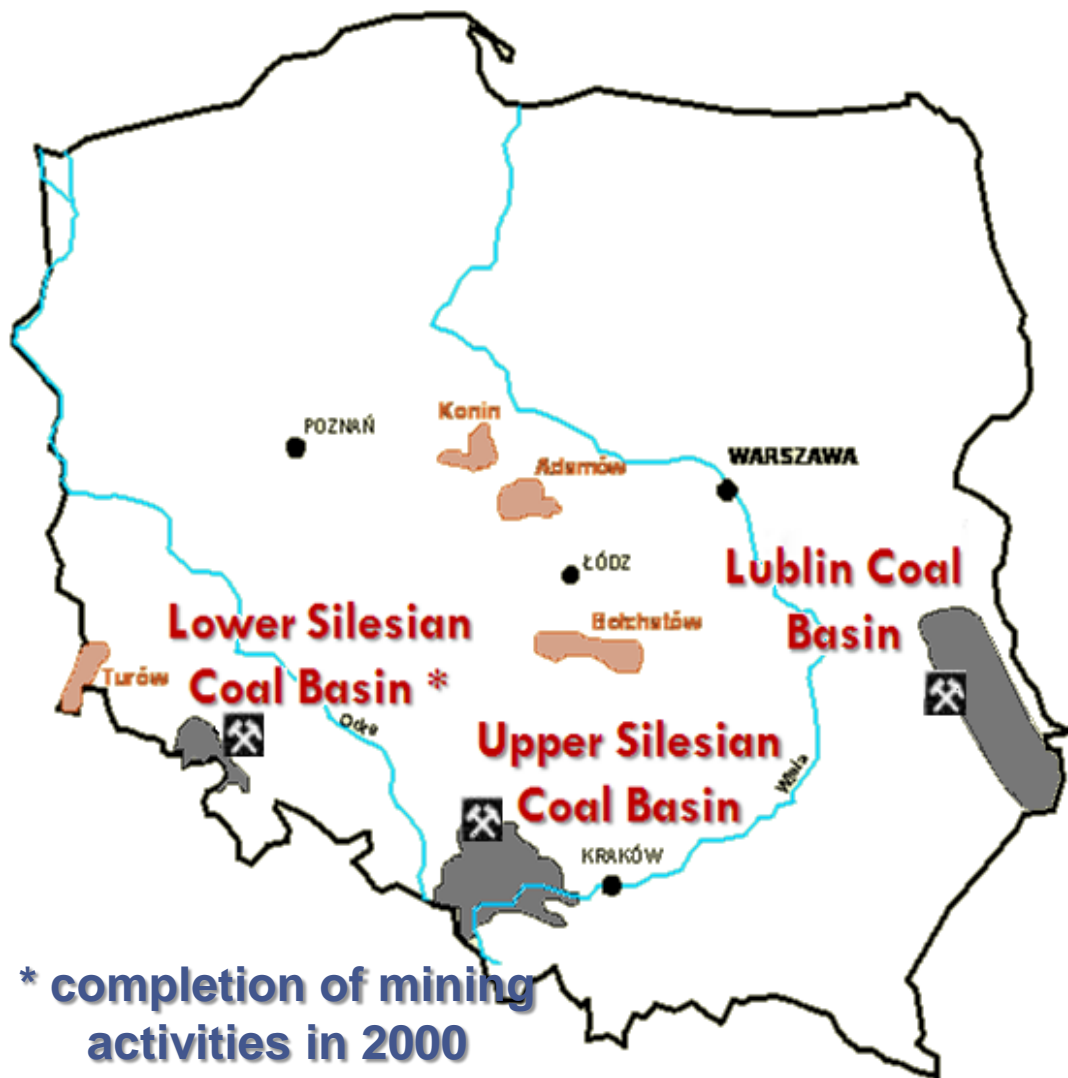 Konin
POZNAŃ
Adamów
WARSZAWA
ŁÓDZ
Lublin Coal
Basin
Lower Silesian
Coal Basin *
Bełchatów
Turów
Odra
Upper Silesian
Coal Basin
Wisła
KRAKÓW
* completion of mining
activities in 2000